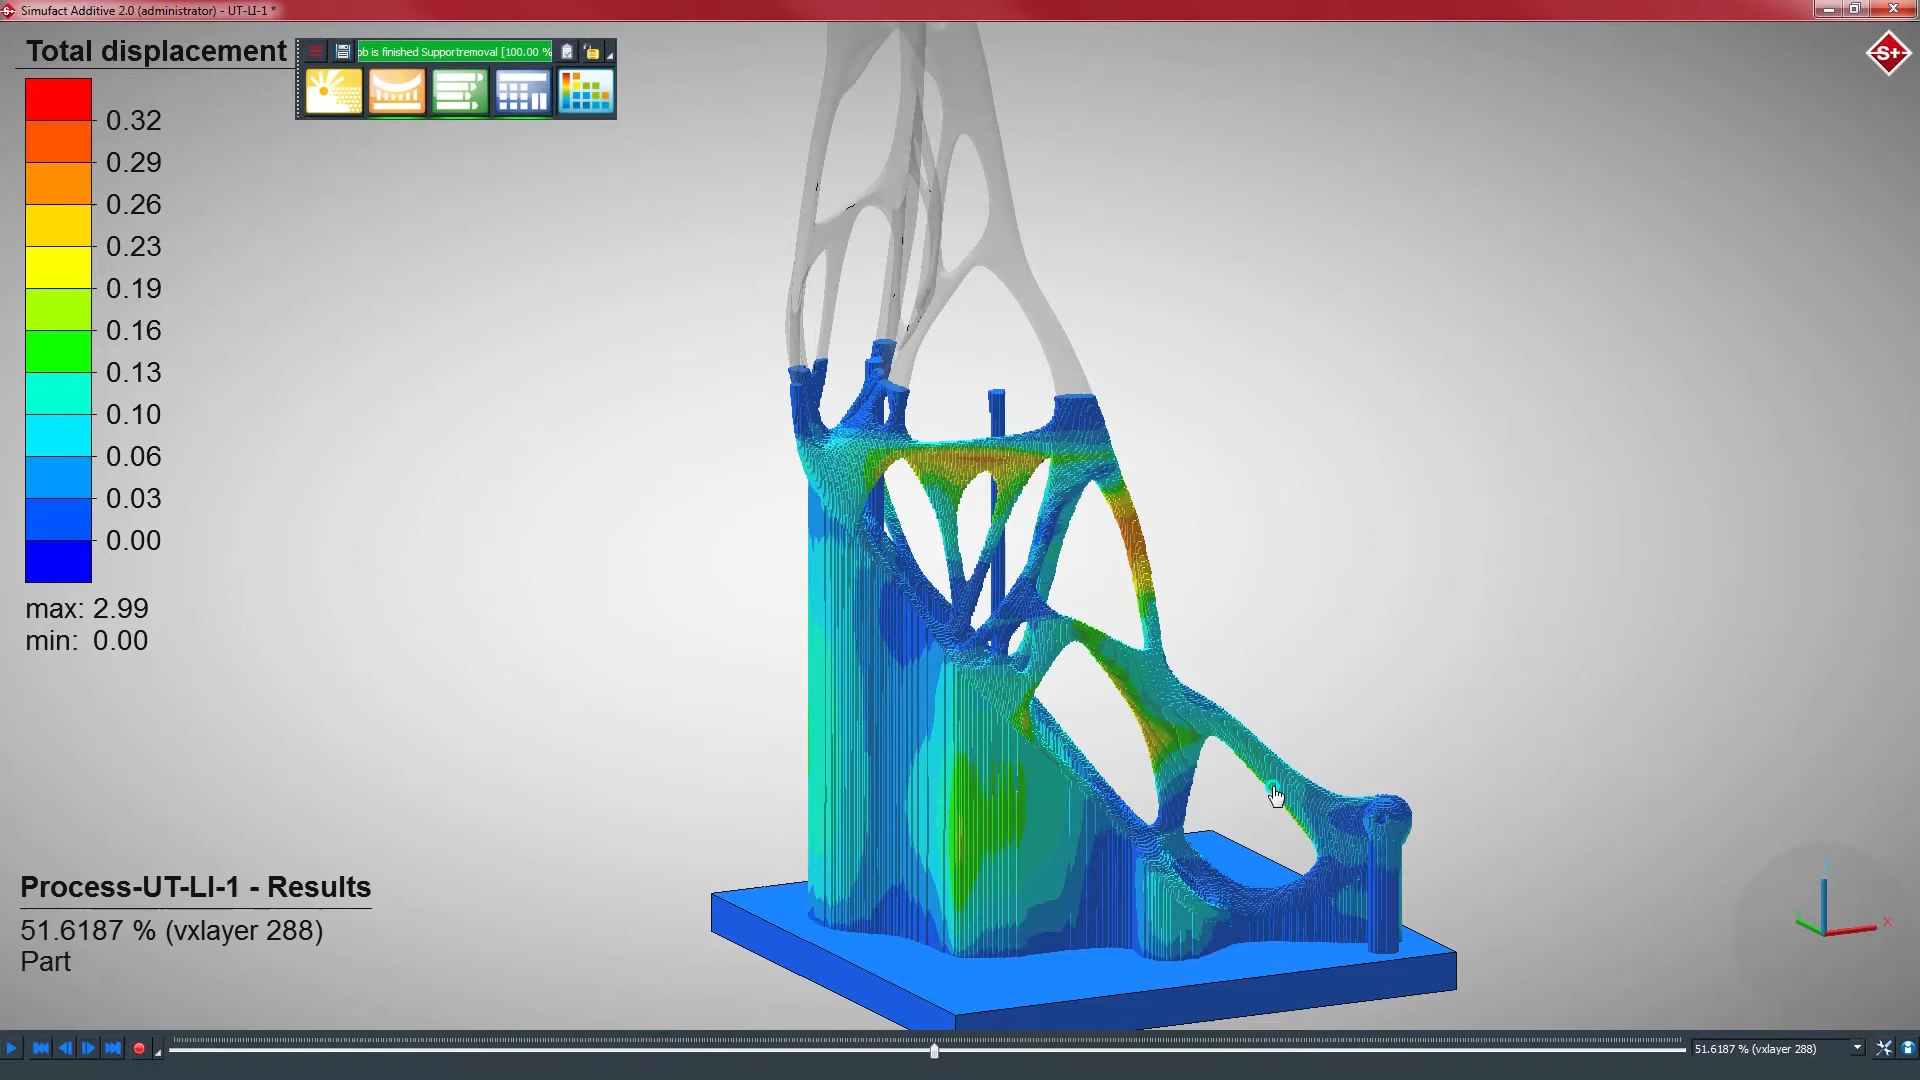 Simufact Additive 2.0 (administrator) - UT-LI-1 *
Total displacement
ob is finished Supportremoval [100.00 %
S+
0.32
0.29
0.26
0.23
0.19
0.16
0.13
0.10
0.06
0.03
0.00
max: 2.99
min: 0.00
Process-UT-LI-1 - Results
51.6187 % (vxlayer 288)
Part
Z
Y
X
51.6187 % (vxlayer 288)